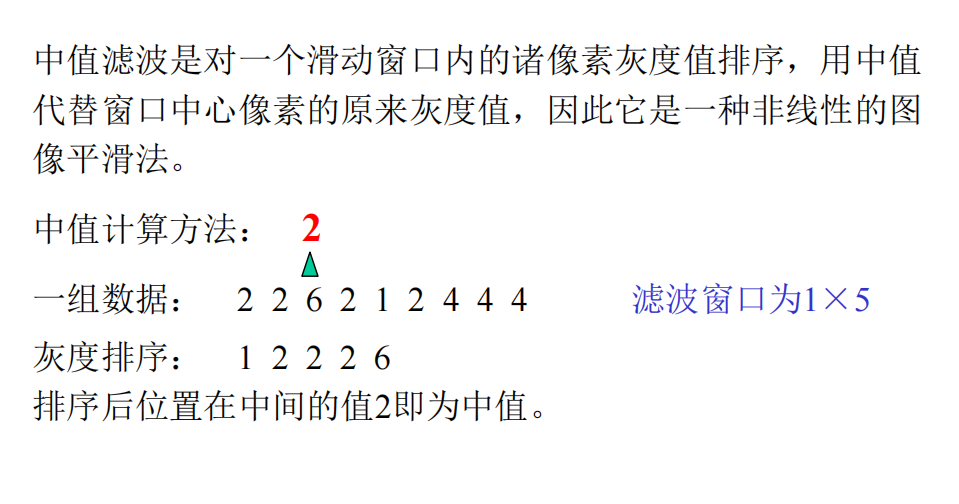 中值滤波是对一个滑动窗口内的诸像素灰度值排序，用中值
代替窗口中心像素的原来灰度值，因此它是一种非线性的图
像平滑法。
中值计算方法： 2
一组数据： 2 2 6 2 1 2 4 4 4 滤波窗口为1×5
灰度排序： 1 2 2 2 6
排序后位置在中间的值2即为中值。